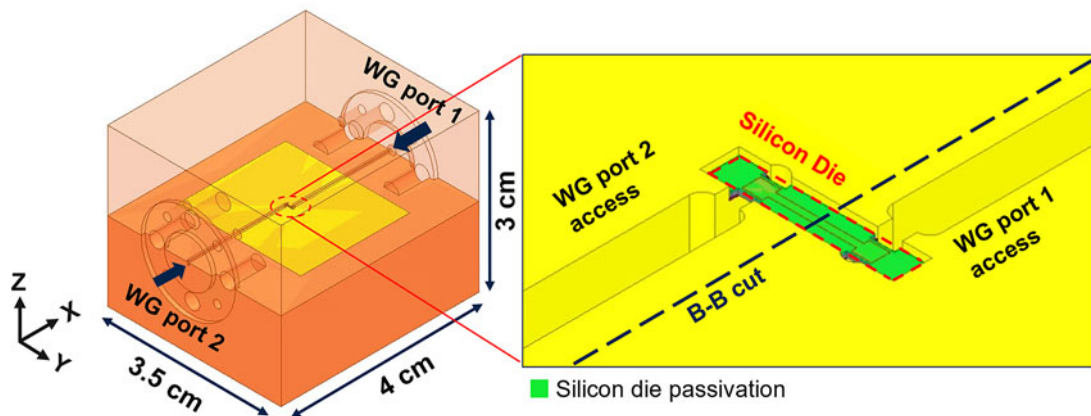 WG port 1
WG port 2
3 cm
3.5 cm
4 cm
Z
X
Y
Silicon Die
WG port 2
access
WG port 1
access
B-B cut
Silicon die passivation